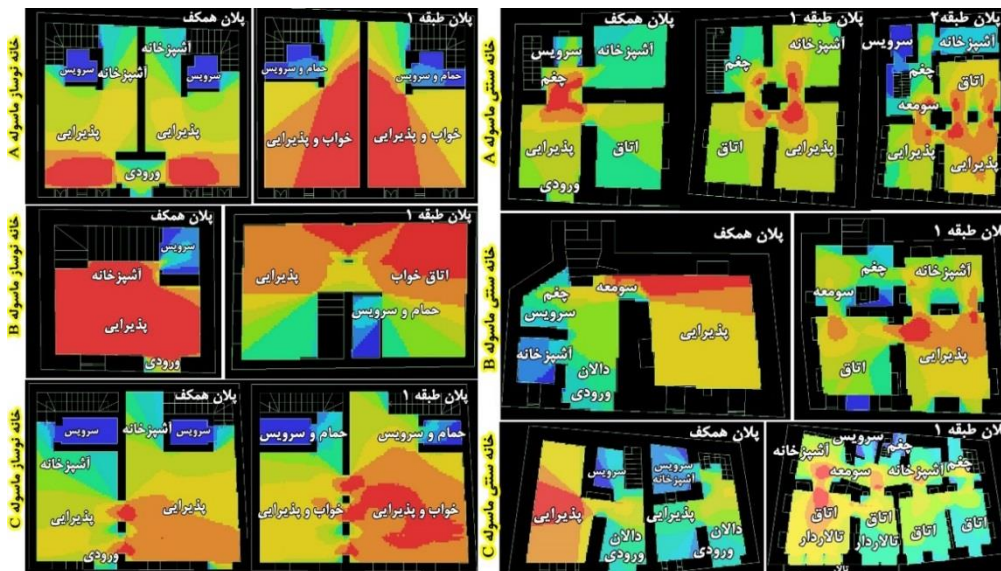 خانه سنتی ماسوله A
پلان همکف
سرویس
آشپزخانه
چغم
پذیرایی
اتاق
ورودی
پلان طبقه ۱
چغم
آشپزخانه
اتاق
پذیرایی
پلان طبقه ۲
سرویس
آشپزخانه
چغم
اتاق
سومعه
پذیرایی
پذیرایی
خانه سنتی ماسوله B
پلان همکف
چغم
سومعه
سرویس
پذیرایی
آشپزخانه
دالان
ورودی
پلان طبقه ۱
چغم
آشپزخانه
سومعه
اتاق
پذیرایی
خانه سنتی ماسوله C
پلان همکف
سرویس
سرویس
آشپزخانه
پذیرایی
پذیرایی
دالان
ورودی
دالان
ورودی
پلان طبقه ۱
آشپزخانه
سرویس
چغم
سومعه
آشپزخانه
چغم
اتاق
تالاردار
اتاق
تالاردار
اتاق
اتاق
خانه نوساز ماسوله A
پلان همکف
آشپزخانه
سرویس
سرویس
پذیرایی
پذیرایی
ورودی
پلان طبقه ۱
حمام و سرویس
حمام و سرویس
خواب و پذیرایی
خواب و پذیرایی
خانه نوساز ماسوله B
پلان همکف
سرویس
آشپزخانه
پذیرایی
ورودی
پلان طبقه ۱
پذیرایی
اتاق خواب
حمام و سرویس
خانه نوساز ماسوله C
پلان همکف
سرویس
آشپزخانه
سرویس
آشپزخانه
پذیرایی
پذیرایی
ورودی
پلان طبقه ۱
حمام و سرویس
حمام و سرویس
خواب و پذیرایی
خواب و پذیرایی